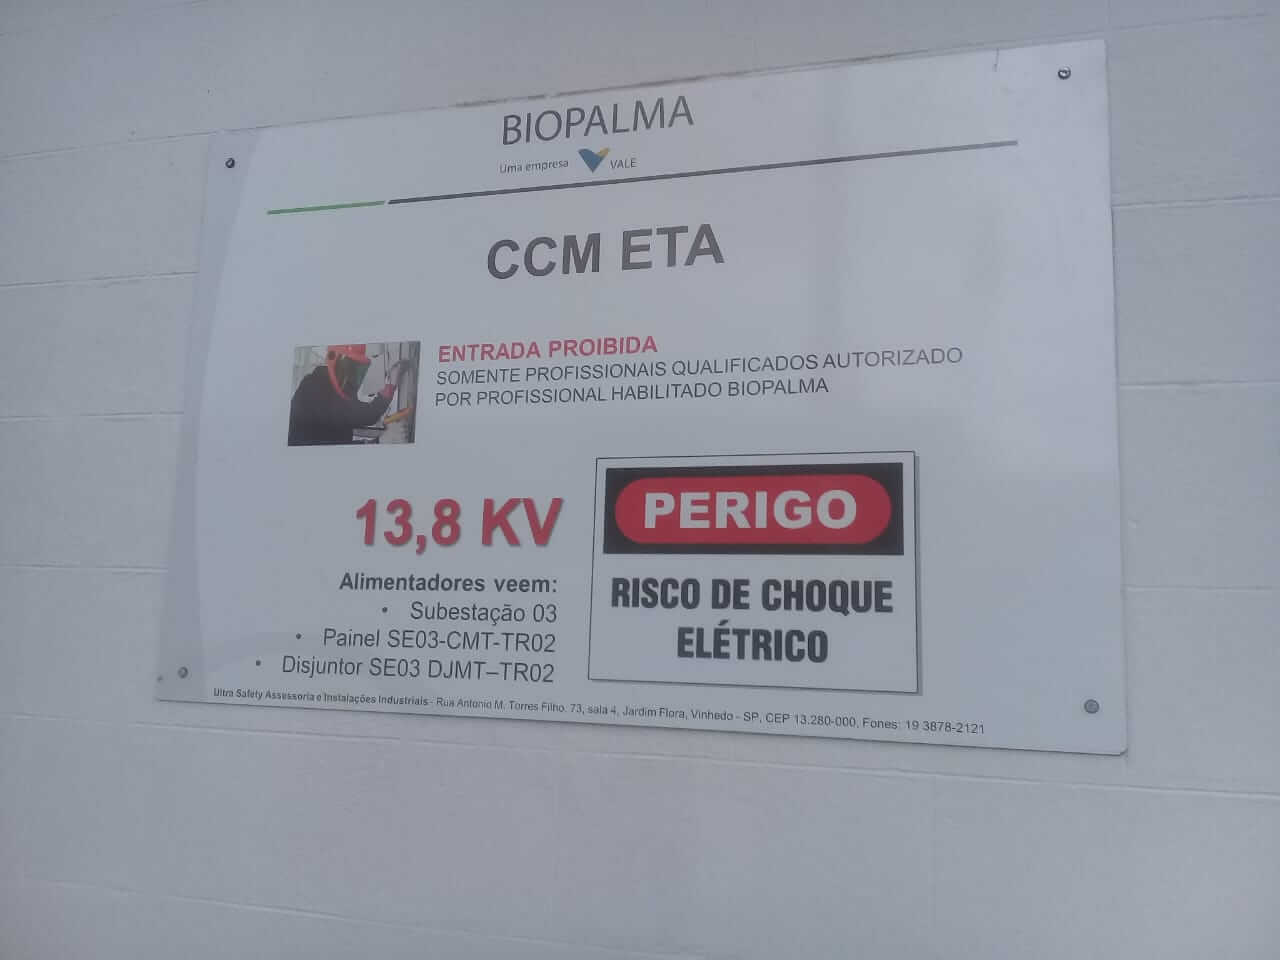 BIOPALMA
Uma empresa VALE
CCM ETA
ENTRADA PROIBIDA
SOMENTE PROFISSIONAIS QUALIFICADOS AUTORIZADO
POR PROFISSIONAL HABILITADO BIOPALMA
13,8 KV
Alimentadores veem:
• Subestação 03
• Painel SE03-CMT-TR02
• Disjuntor SE03 DJMT–TR02
PERIGO
RISCO DE CHOQUE
ELÉTRICO
Ultra Safety Assessoria e Instalações Industriais - Rua Antonio M. Torres Filho, 73, sala 4, Jardim Flora, Vinhedo - SP, CEP 13.280-000, Fones: 19 3878-2121